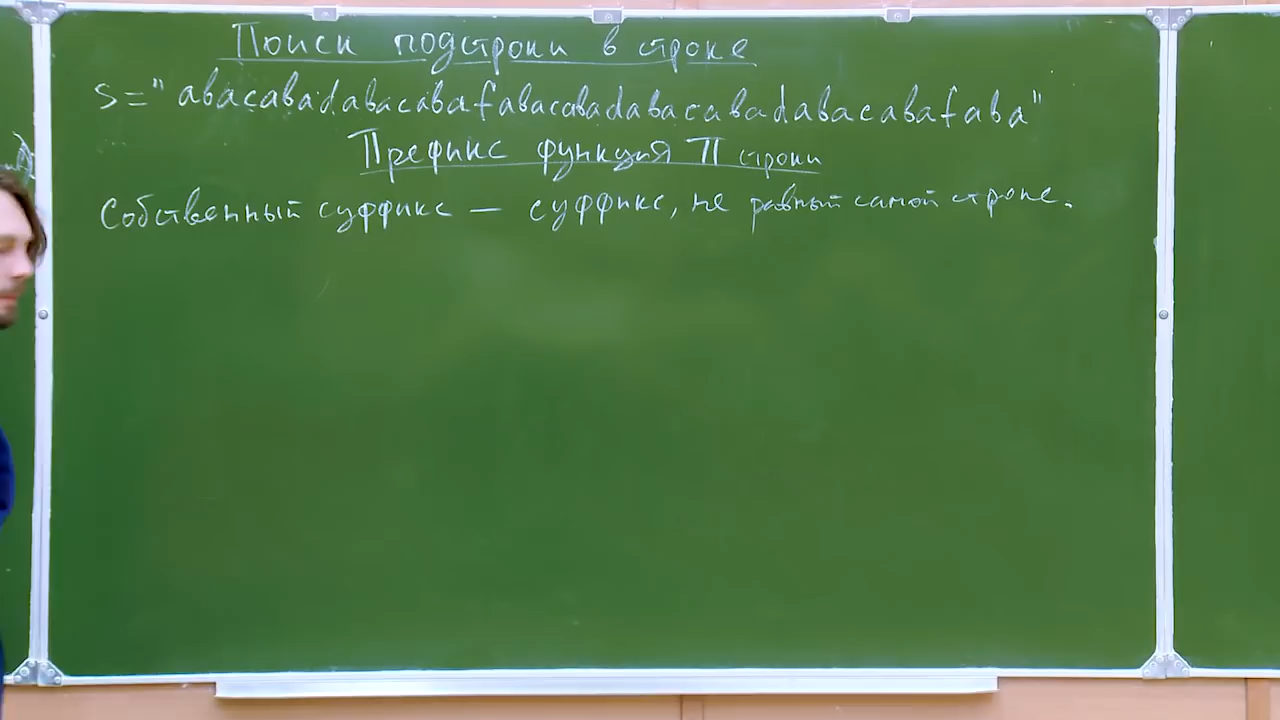 Поиск подстроки в строке
s="abacabadabacabafabacabadabacabadabacabafaba"
Префикс функция π строки
Собственный суффикс — суффикс, не равный самой строке.